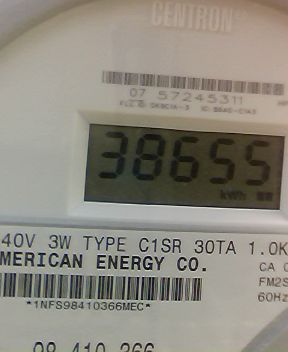 CENTRON
07 57245311
38655
kWh
40V 3W TYPE C1SR 30TA 1.0K
MERICAN ENERGY CO.
CA 0
FM2S
60Hz
*1NFS98410366MEC*
98 410 366